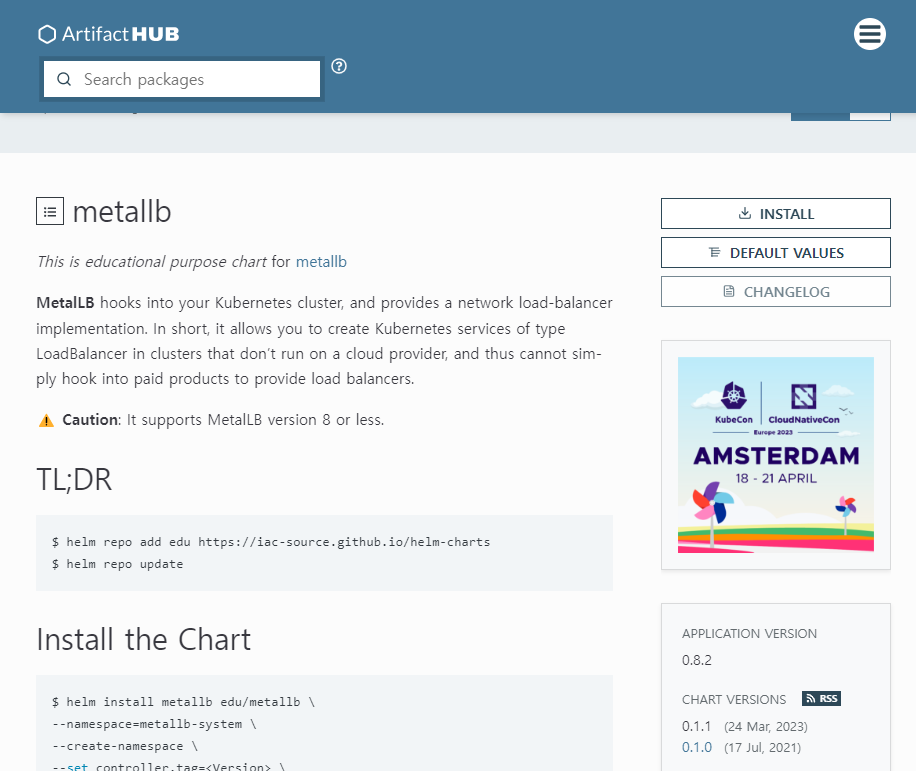 ArtifactHUB
Search packages
metallb
This is educational purpose chart for metallb
MetalLB hooks into your Kubernetes cluster, and provides a network load-balancer
implementation. In short, it allows you to create Kubernetes services of type
LoadBalancer in clusters that don't run on a cloud provider, and thus cannot sim-
ply hook into paid products to provide load balancers.
Caution: It supports MetalLB version 8 or less.
TL;DR
$ helm repo add edu https://iac-source.github.io/helm-charts
$ helm repo update
Install the Chart
$ helm install metallb edu/metallb \
--namespace=metallb-system \
--create-namespace \
--set controller.tag=<Version> \
INSTALL
DEFAULT VALUES
CHANGELOG
KubeCon
CloudNativeCon
Europe 2023
AMSTERDAM
18 - 21 APRIL
APPLICATION VERSION
0.8.2
CHART VERSIONS RSS
0.1.1 (24 Mar, 2023)
0.1.0 (17 Jul, 2021)